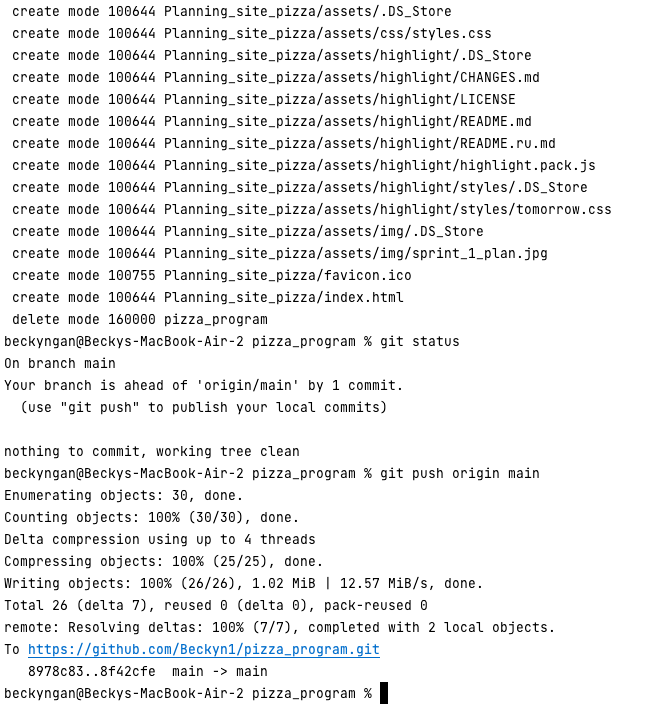 create mode 100644 Planning_site_pizza/assets/.DS_Store
create mode 100644 Planning_site_pizza/assets/css/styles.css
create mode 100644 Planning_site_pizza/assets/highlight/.DS_Store
create mode 100644 Planning_site_pizza/assets/highlight/CHANGES.md
create mode 100644 Planning_site_pizza/assets/highlight/LICENSE
create mode 100644 Planning_site_pizza/assets/highlight/README.md
create mode 100644 Planning_site_pizza/assets/highlight/README.ru.md
create mode 100644 Planning_site_pizza/assets/highlight/highlight.pack.js
create mode 100644 Planning_site_pizza/assets/highlight/styles/.DS_Store
create mode 100644 Planning_site_pizza/assets/highlight/styles/tomorrow.css
create mode 100644 Planning_site_pizza/assets/img/.DS_Store
create mode 100644 Planning_site_pizza/assets/img/sprint_1_plan.jpg
create mode 100755 Planning_site_pizza/favicon.ico
create mode 100644 Planning_site_pizza/index.html
delete mode 160000 pizza_program
beckyngan@Beckys-MacBook-Air-2 pizza_program % git status
On branch main
Your branch is ahead of 'origin/main' by 1 commit.
(use "git push" to publish your local commits)
nothing to commit, working tree clean
beckyngan@Beckys-MacBook-Air-2 pizza_program % git push origin main
Enumerating objects: 30, done.
Counting objects: 100% (30/30), done.
Delta compression using up to 4 threads
Compressing objects: 100% (25/25), done.
Writing objects: 100% (26/26), 1.02 MiB | 12.57 MiB/s, done.
Total 26 (delta 7), reused 0 (delta 0), pack-reused 0
remote: Resolving deltas: 100% (7/7), completed with 2 local objects.
To https://github.com/Beckyn1/pizza_program.git
8978c83..8f42cfe  main -> main
beckyngan@Beckys-MacBook-Air-2 pizza_program %